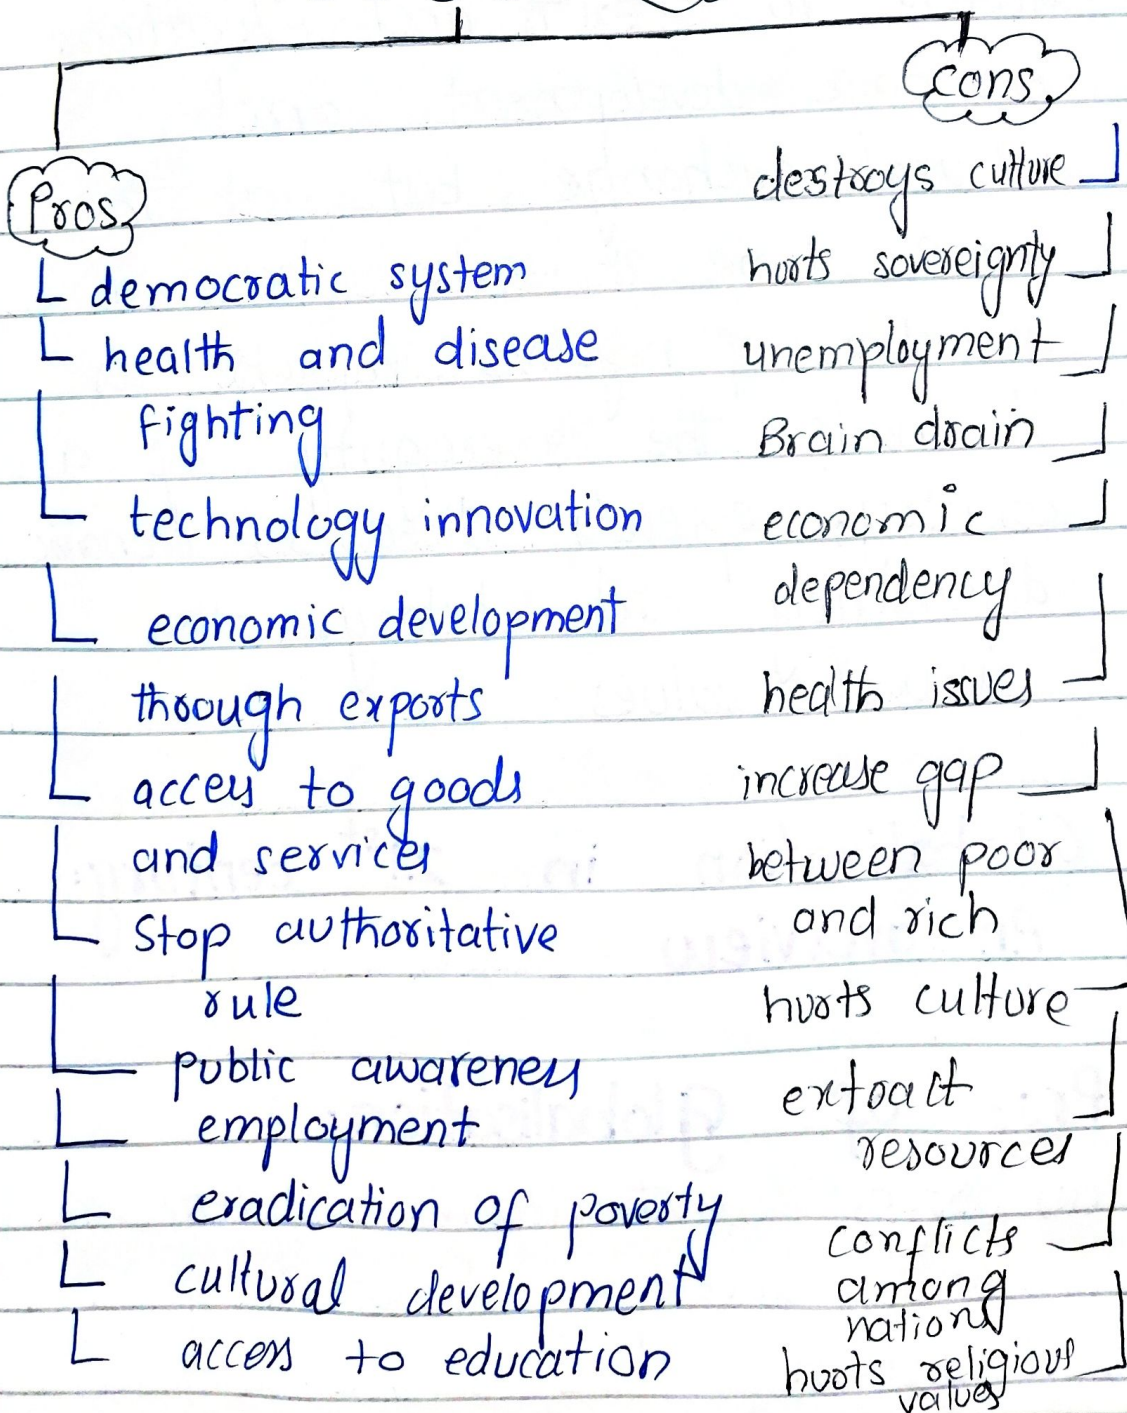 Pros
democratic system
health and disease
fighting
technology innovation
economic development
through exports
access to goods
and services
Stop authoritative
rule
public awareness
employment
eradication of poverty
cultural development
access to education
Cons
destroys culture
hurts sovereignty
unemployment
Brain drain
economic
dependency
health issues
increase gap
between poor
and rich
hurts culture
extract
resources
conflicts
among
nations
hurts religious
values